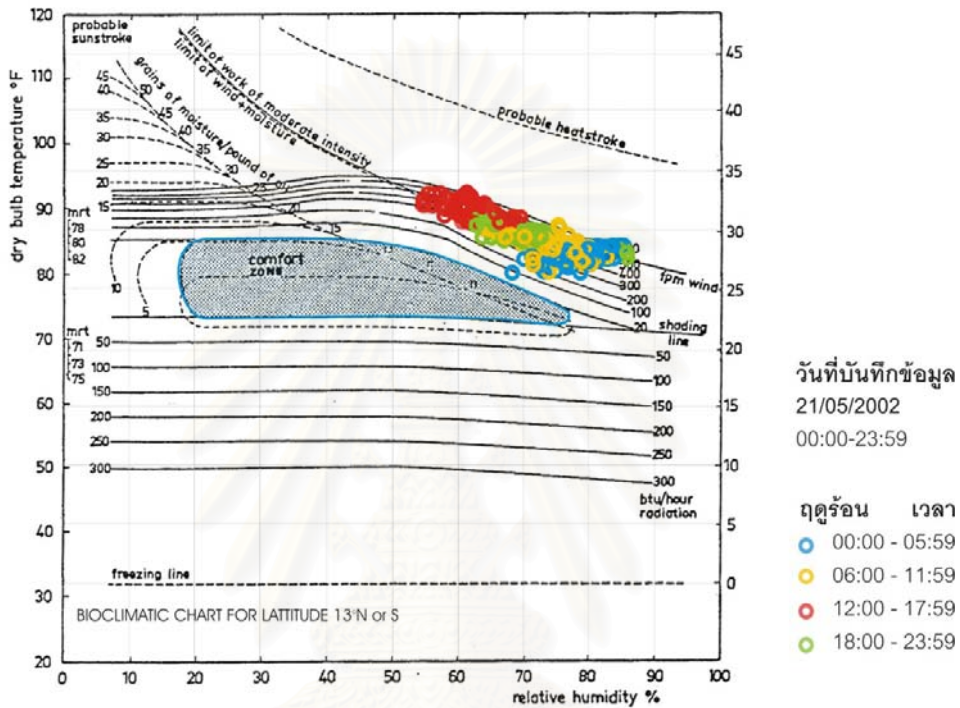 dry bulb temperature °F
120
110
100
90
80
70
60
50
40
30
20
probable
sunstroke
45
40
35
31
25
20
15
50
45
40
35
30
25
20
15
grains of moisture/pound of air
limit of work of moderate intensity
limit of wind+moisture
probable heatstroke
mrt
78
80
82
10
5
comfort
zone
400
300
200
100
20
fpm wind
shading
line
mrt
71
73
75
50
100
150
200
250
300
50
100
150
200
250
300
btu/hour
radiation
freezing line
BIOCLIMATIC CHART FOR LATTITUDE 13°N or S
45
40
35
30
25
20
15
10
5
0
0
10
20
30
40
50
60
70
80
90
100
relative humidity %
วันที่บันทึกข้อมูล
21/05/2002
00:00-23:59
ฤดูร้อน เวลา
00:00 - 05:59
06:00 - 11:59
12:00 - 17:59
18:00 - 23:59